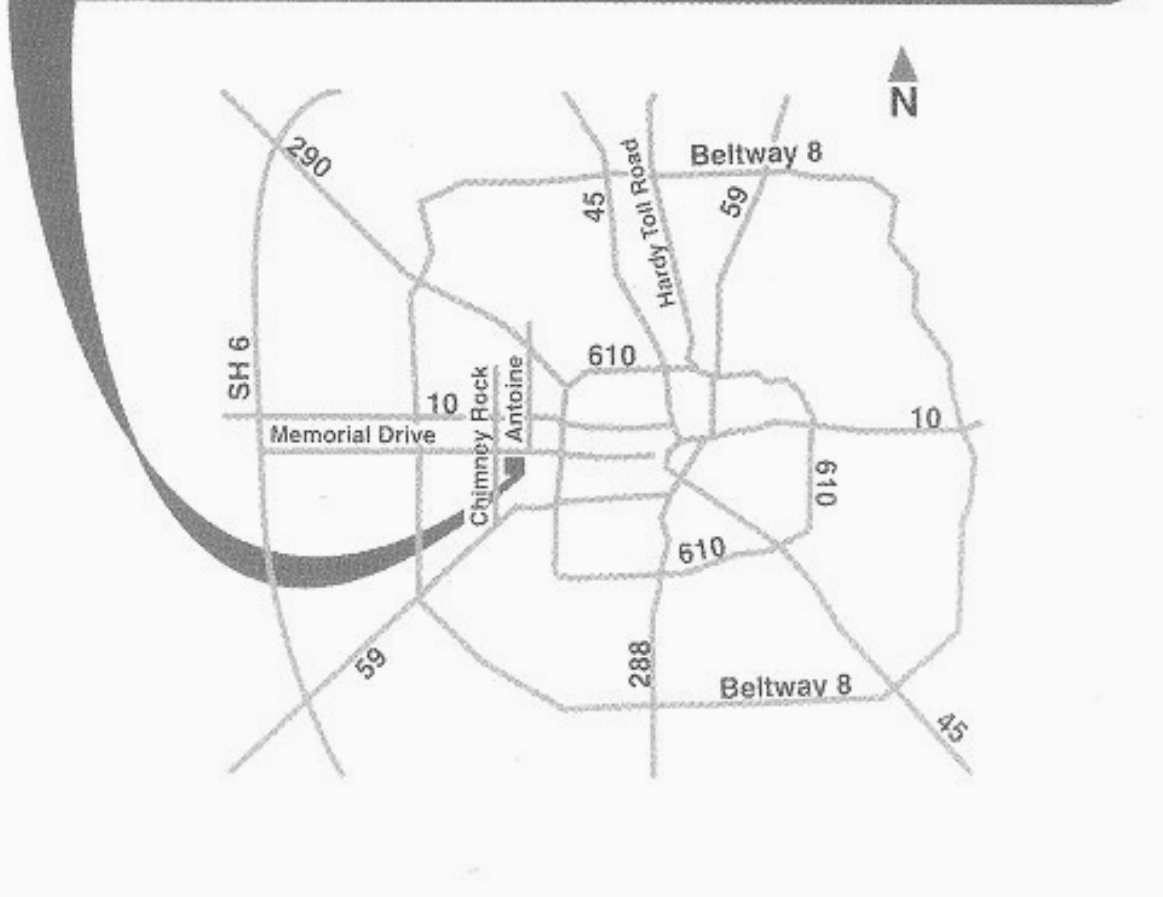 N
290
Beltway 8
45
Hardy Toll Road
59
SH 6
610
Chimney Rock
Antoine
10
Memorial Drive
10
610
610
59
288
Beltway 8
45